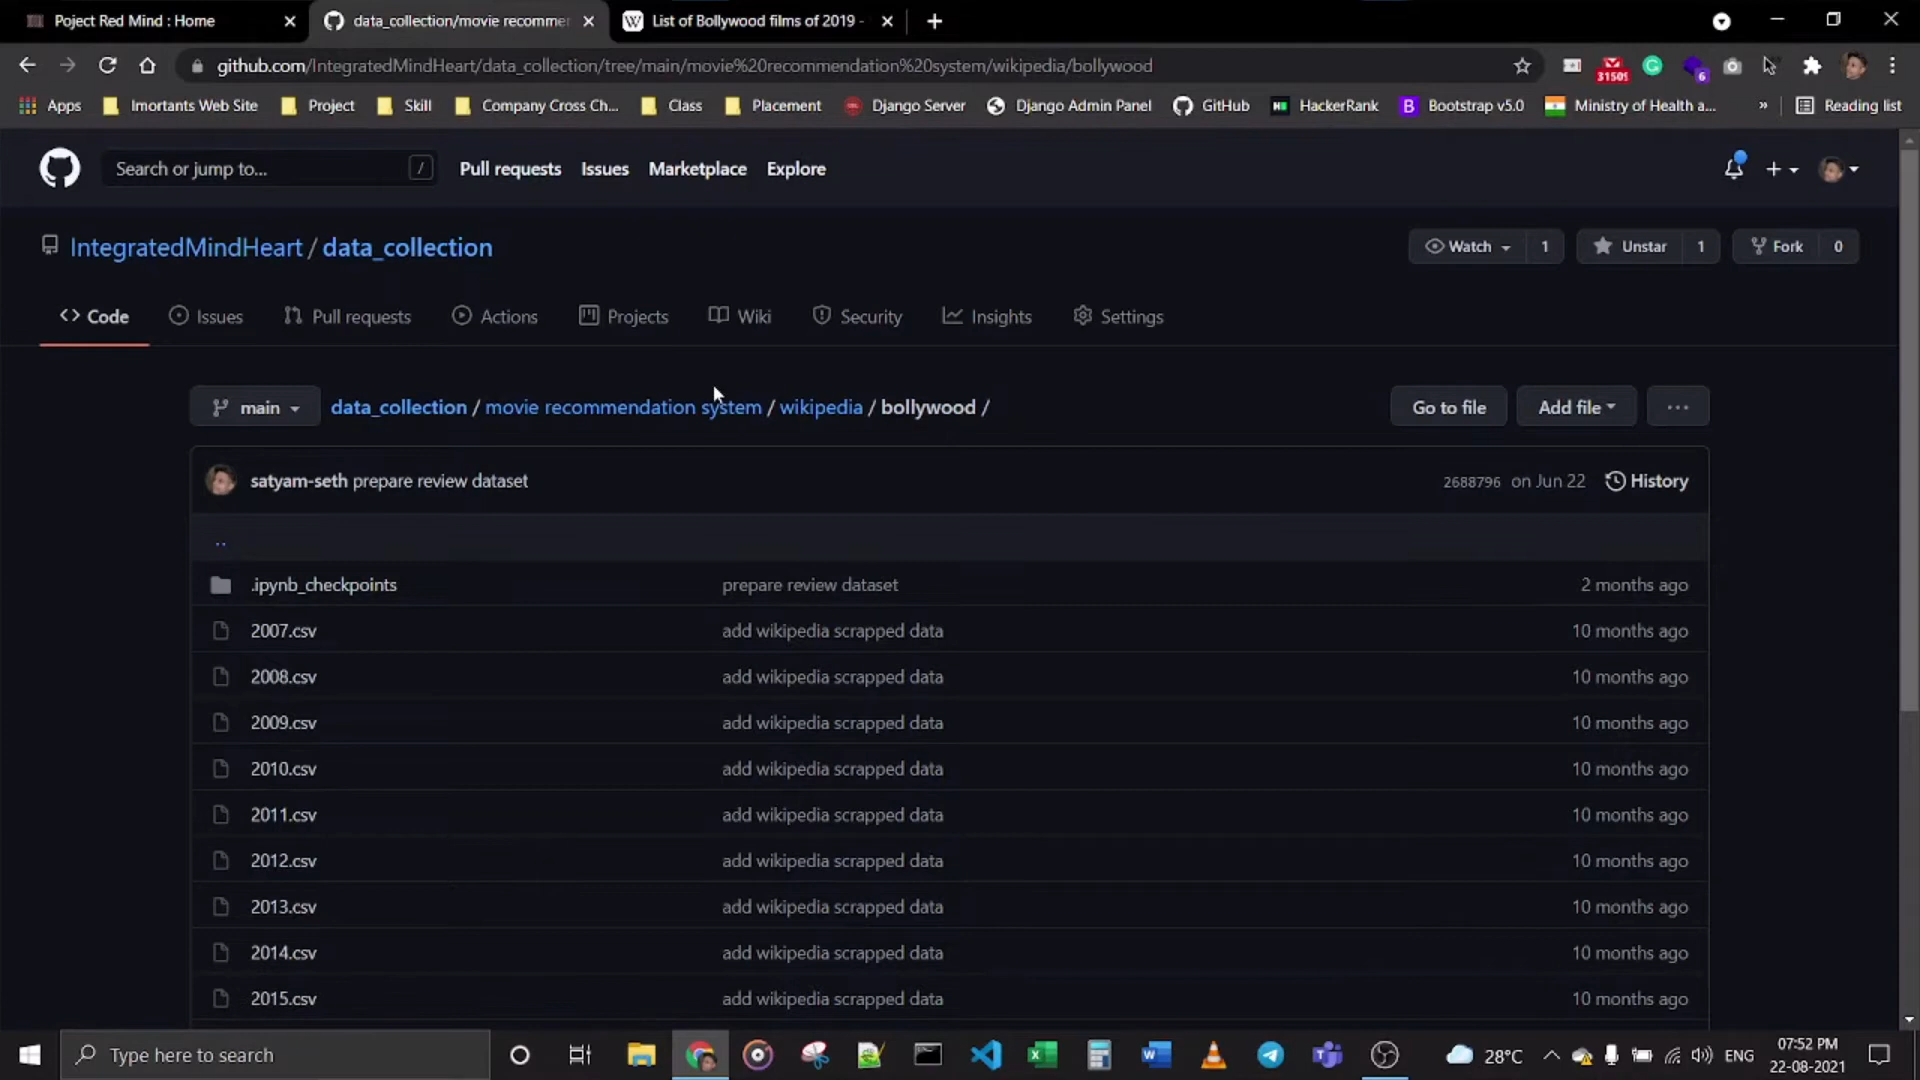 Poject Red Mind : Home
data_collection/movie recomme
List of Bollywood films of 2019 -
github.com/IntegratedMindHeart/data_collection/tree/main/movie%20recommendation%20system/wikipedia/bollywood
31509
6
Apps
Imortants Web Site
Project
Skill
Company Cross Ch...
Class
Placement
Django Server
Django Admin Panel
GitHub
HackerRank
Bootstrap v5.0
Ministry of Health a...
»
Reading list
Search or jump to...
/
Pull requests
Issues
Marketplace
Explore
IntegratedMindHeart / data_collection
Watch 1
Unstar 1
Fork 0
Code
Issues
Pull requests
Actions
Projects
Wiki
Security
Insights
Settings
main
data_collection / movie recommendation system / wikipedia / bollywood /
Go to file
Add file
...
satyam-seth prepare review dataset
2688796 on Jun 22
History
..
.ipynb_checkpoints prepare review dataset 2 months ago
2007.csv add wikipedia scrapped data 10 months ago
2008.csv add wikipedia scrapped data 10 months ago
2009.csv add wikipedia scrapped data 10 months ago
2010.csv add wikipedia scrapped data 10 months ago
2011.csv add wikipedia scrapped data 10 months ago
2012.csv add wikipedia scrapped data 10 months ago
2013.csv add wikipedia scrapped data 10 months ago
2014.csv add wikipedia scrapped data 10 months ago
2015.csv add wikipedia scrapped data 10 months ago
Type here to search
28°C
ENG
07:52 PM
22-08-2021